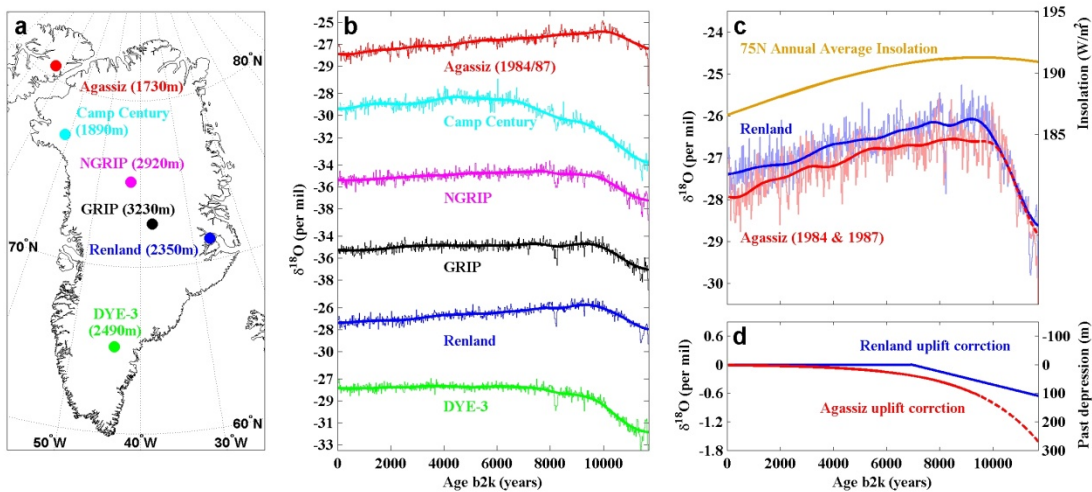 a
80°N
Agassiz (1730m)
Camp Century
(1890m)
NGRIP (2920m)
GRIP (3230m)
Renland (2350m)
70°N
DYE-3
(2490m)
60°N
50°W
40°W
30°W
b
-25
-27
-29
Agassiz (1984/87)
-28
-30
-32
-34
Camp Century
-34
-36
-38
NGRIP
-34
-36
-38
GRIP
-26
-28
-30
Renland
-27
-29
-31
-33
DYE-3
δ18O (per mil)
0
2000
4000
6000
8000
10000
Age b2k (years)
c
-24
-25
-26
-27
-28
-29
-30
δ18O (per mil)
75N Annual Average Insolation
Renland
Agassiz (1984 & 1987)
195
190
185
Insolation (W/m2)
d
0.6
0
-0.6
-1.2
-1.8
δ18O (per mil)
Renland uplift corrction
Agassiz uplift corrction
-100
0
100
200
300
Past depression (m)
0
2000
4000
6000
8000
10000
Age b2k (years)